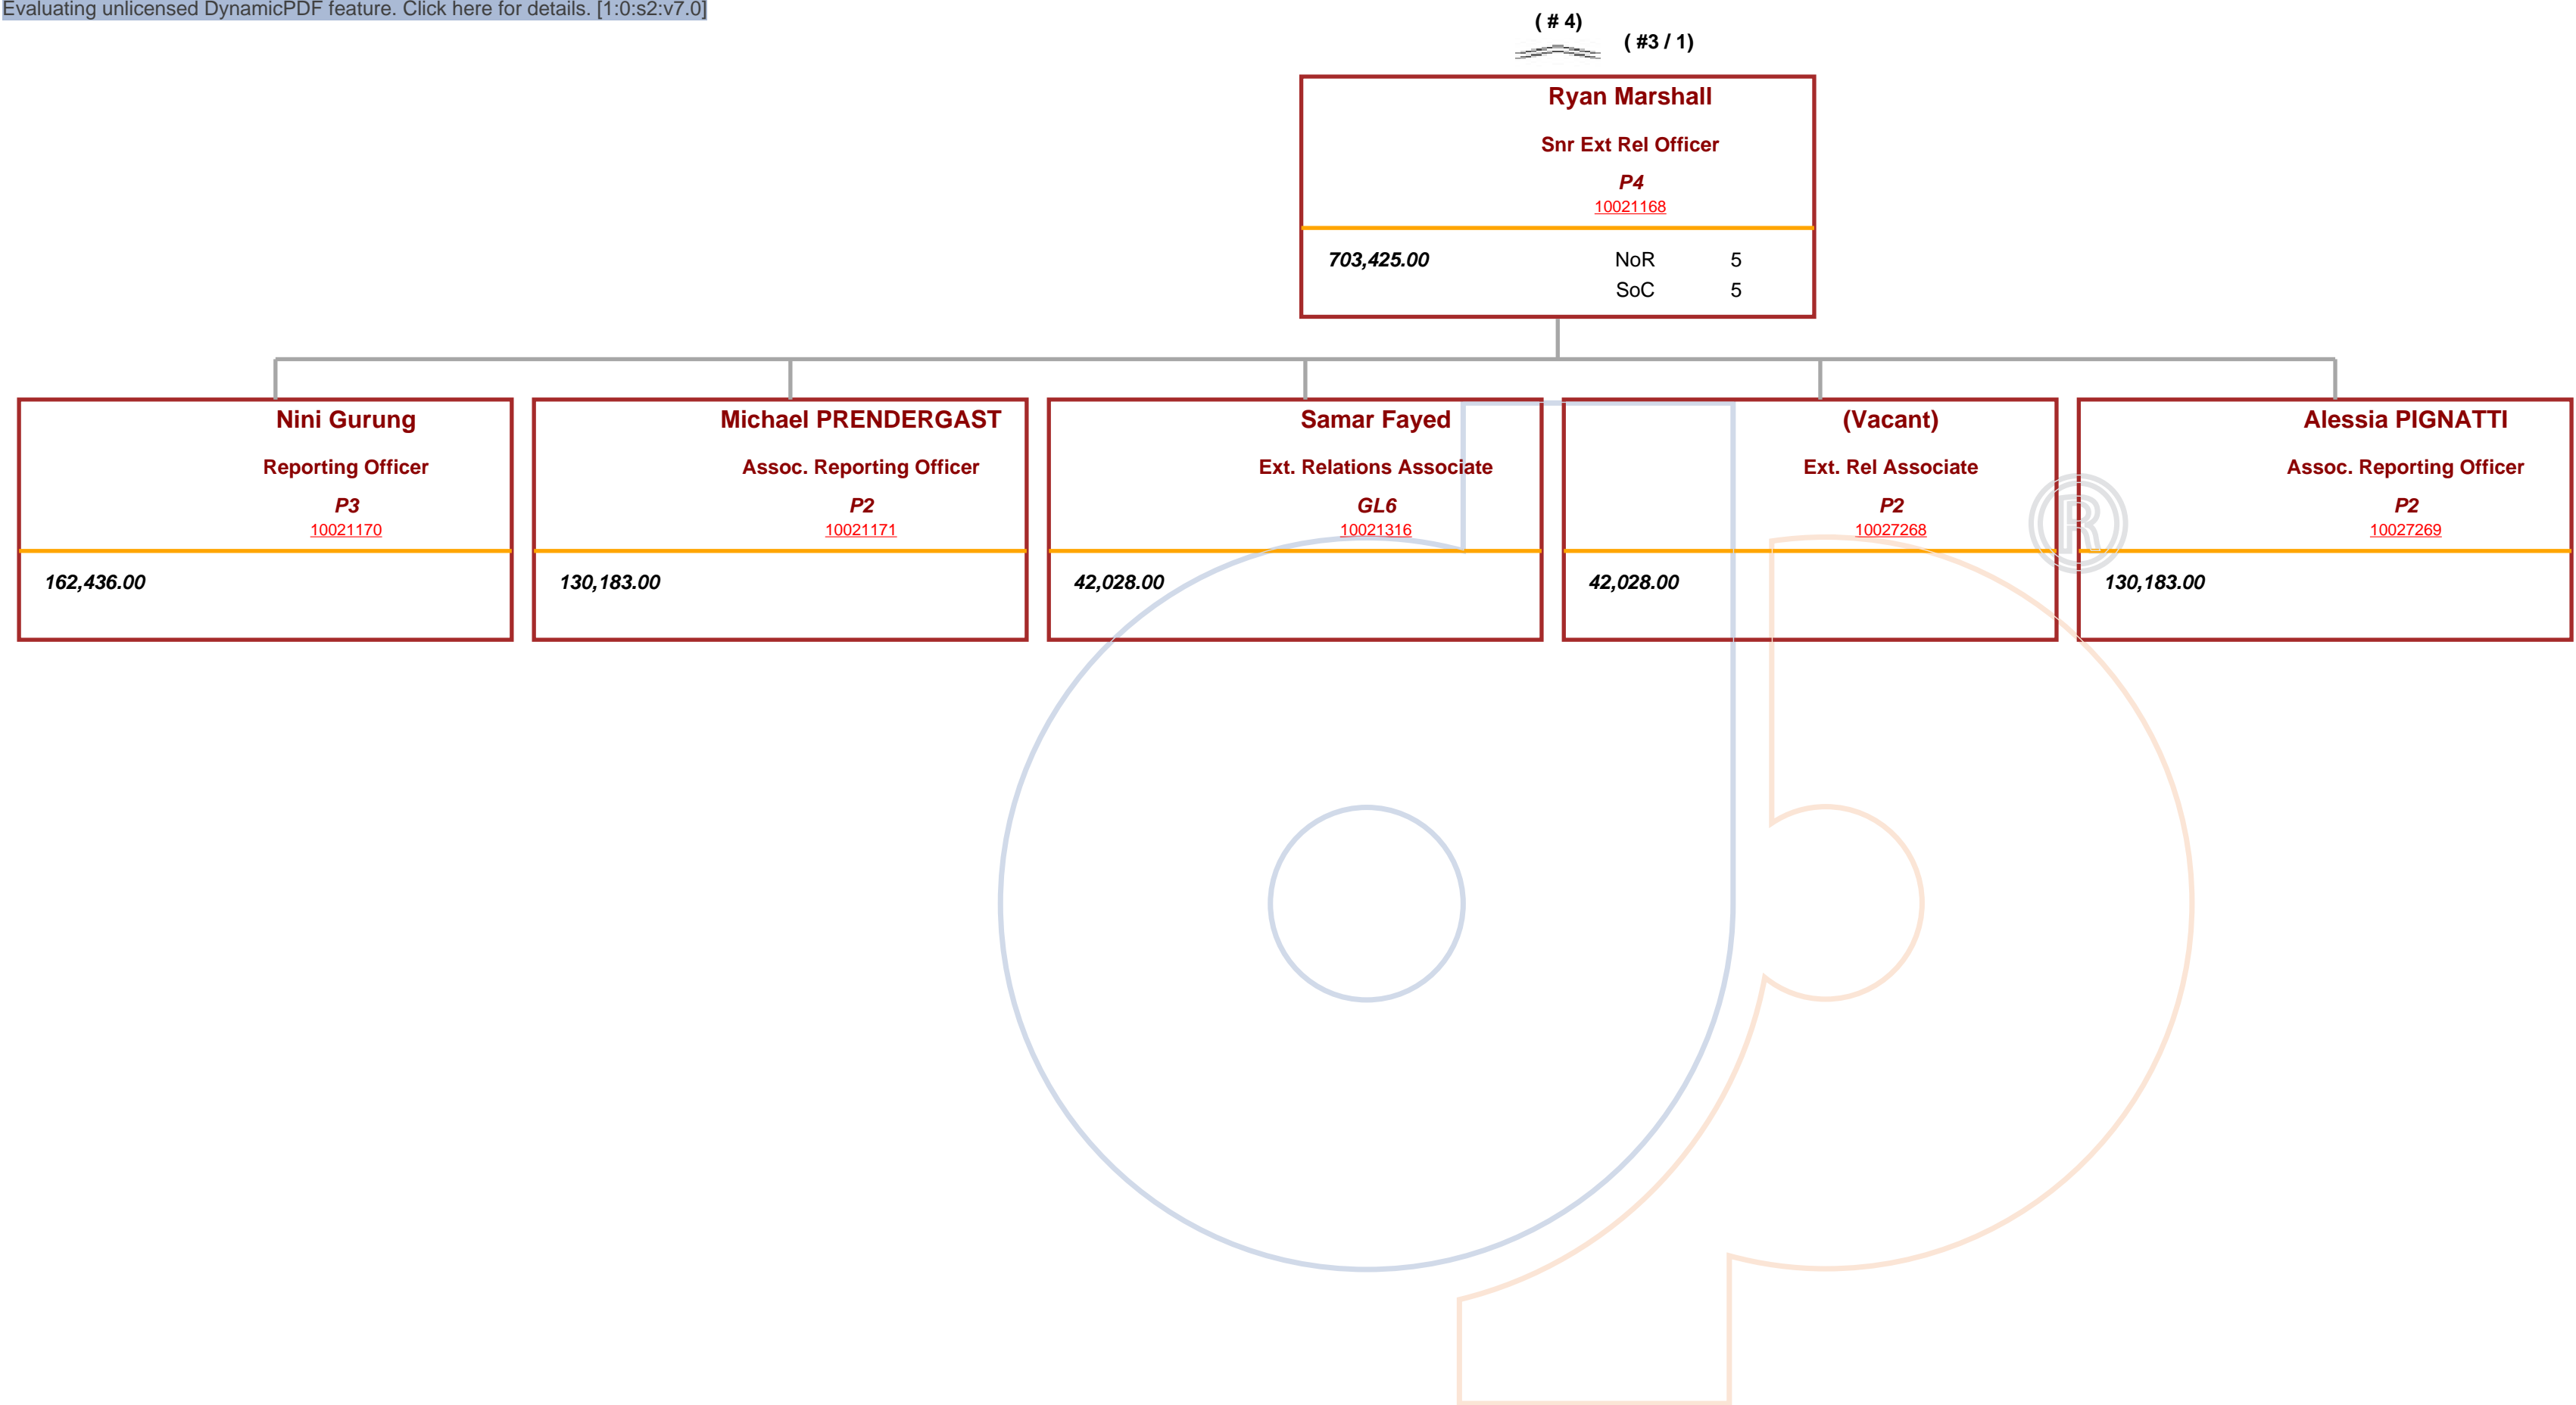 Evaluating unlicensed DynamicPDF feature. Click here for details. [1:0:s2:v7.0]
( # 4)
( #3 / 1)
Ryan Marshall
Snr Ext Rel Officer
P4
10021168
703,425.00 NoR 5
SoC 5
Nini Gurung
Reporting Officer
P3
10021170
162,436.00
Michael PRENDERGAST
Assoc. Reporting Officer
P2
10021171
130,183.00
Samar Fayed
Ext. Relations Associate
GL6
10021316
42,028.00
(Vacant)
Ext. Rel Associate
P2
10027268
42,028.00
Alessia PIGNATTI
Assoc. Reporting Officer
P2
10027269
130,183.00
®